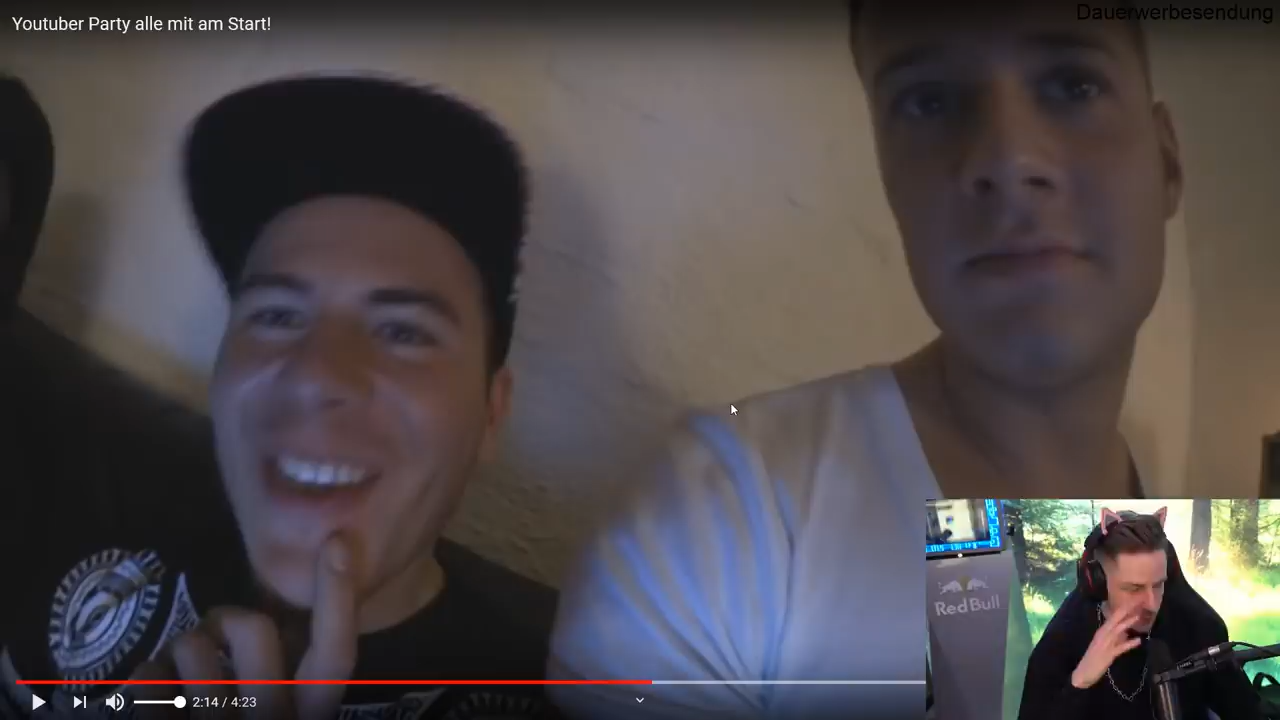 Youtuber Party alle mit am Start!
Dauerwerbesendung
Red Bull
2:14 / 4:23